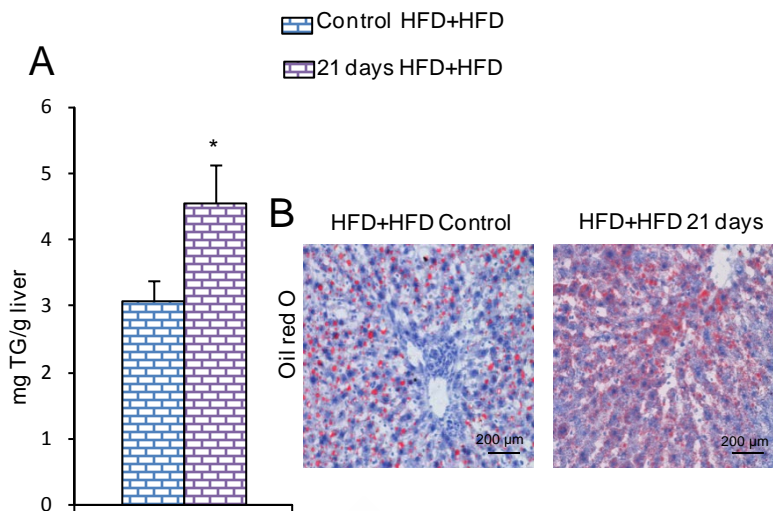 Control HFD+HFD
21 days HFD+HFD
A
6
5
4
3
2
1
0
mg TG/g liver
*
B
HFD+HFD Control
HFD+HFD 21 days
Oil red O
200 µm
200 µm